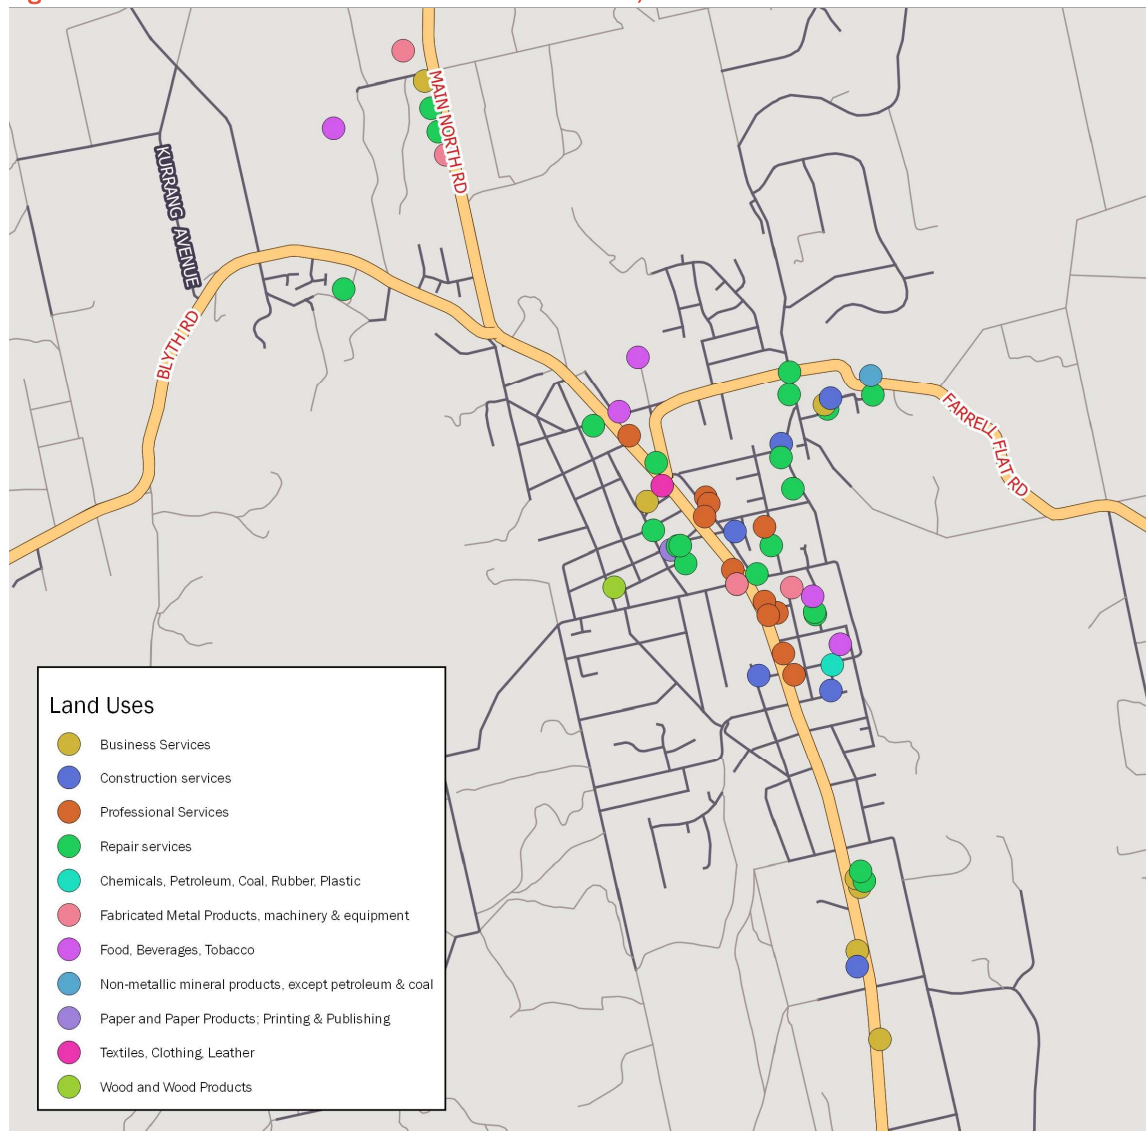 MAIN NORTH RD
KURRANG AVENUE
BLYTH RD
FARRELL FLAT RD
Land Uses
Business Services
Construction services
Professional Services
Repair services
Chemicals, Petroleum, Coal, Rubber, Plastic
Fabricated Metal Products, machinery & equipment
Food, Beverages, Tobacco
Non-metallic mineral products, except petroleum & coal
Paper and Paper Products; Printing & Publishing
Textiles, Clothing, Leather
Wood and Wood Products